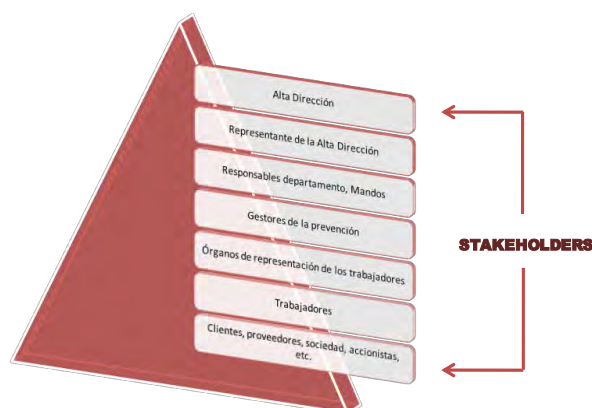 Alta Dirección
Representante de la Alta Dirección
Responsables departamento, Mandos
Gestores de la prevención
STAKEHOLDERS
Órganos de representación de los trabajadores
Trabajadores
Clientes, proveedores, sociedad, accionistas,
etc.